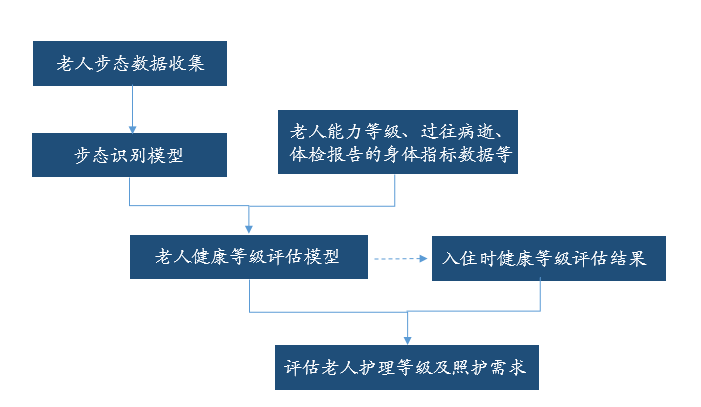 老人步态数据收集
步态识别模型
老人能力等级、过往病逝、
体检报告的身体指标数据等
老人健康等级评估模型
入住时健康等级评估结果
评估老人护理等级及照护需求